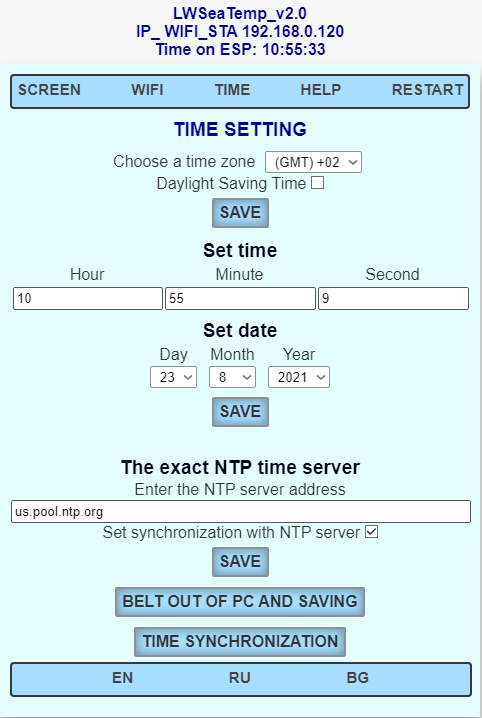 LWSeaTemp_v2.0
IP_ WIFI_STA 192.168.0.120
Time on ESP: 10:55:33
SCREEN WIFI TIME HELP RESTART
TIME SETTING
Choose a time zone (GMT) +02
Daylight Saving Time
SAVE
Set time
Hour Minute Second
10 55 9
Set date
Day Month Year
23 8 2021
SAVE
The exact NTP time server
Enter the NTP server address
us.pool.ntp.org
Set synchronization with NTP server
SAVE
BELT OUT OF PC AND SAVING
TIME SYNCHRONIZATION
EN RU BG